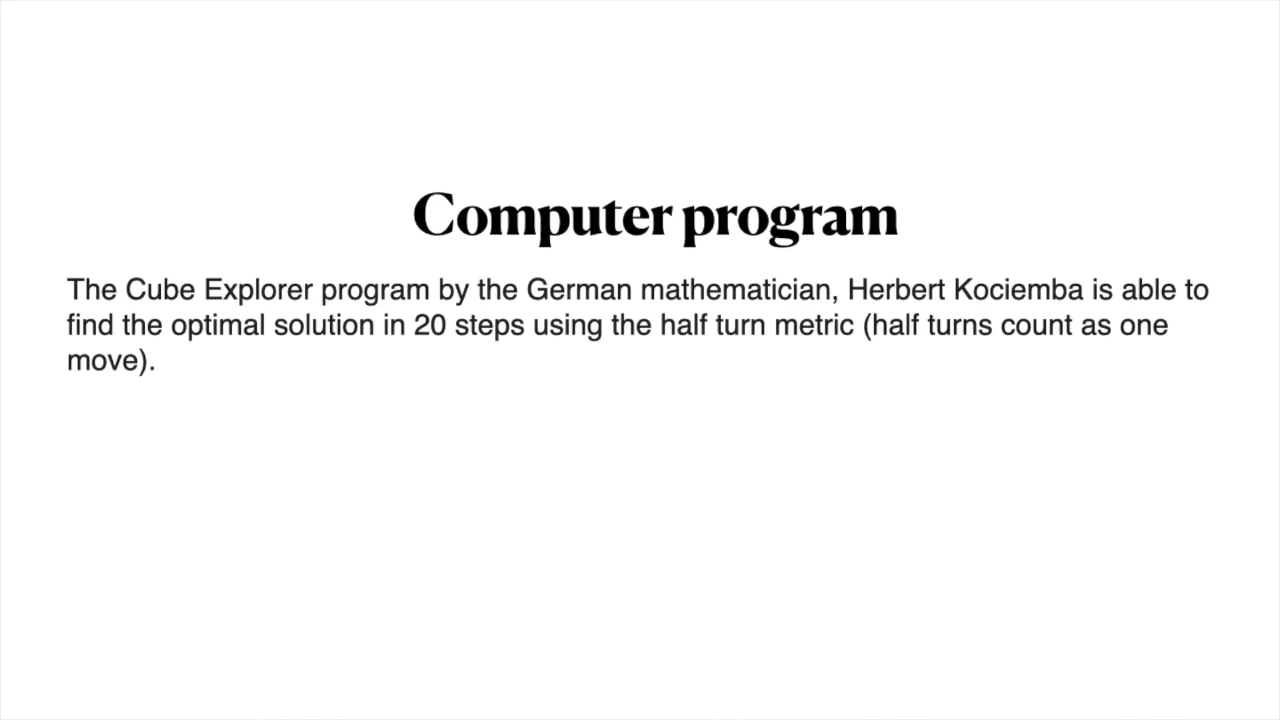 Computer program
The Cube Explorer program by the German mathematician, Herbert Kociemba is able to
find the optimal solution in 20 steps using the half turn metric (half turns count as one
move).